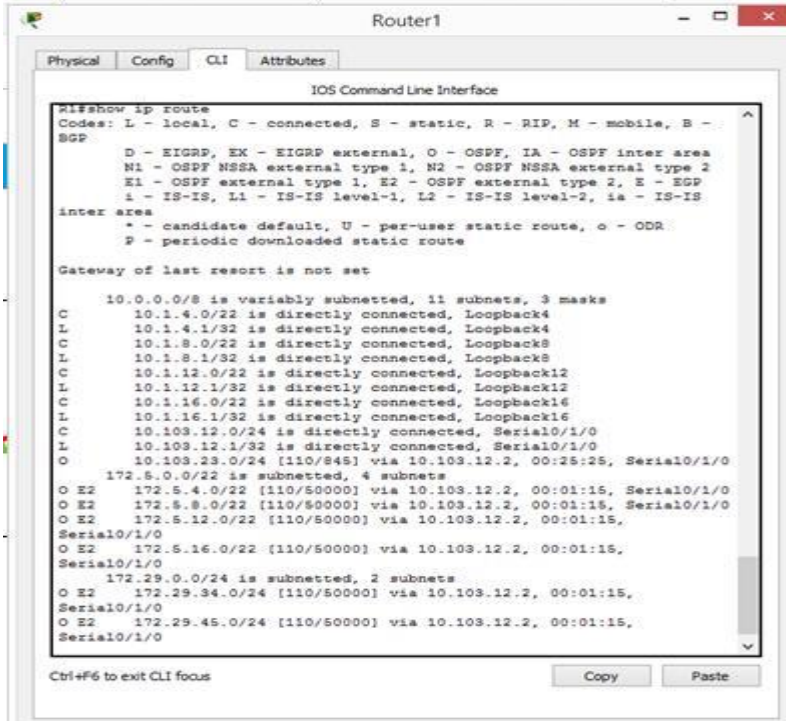 Router1
Physical Config CLI Attributes
IOS Command Line Interface
R1#show ip route
Codes: L - local, C - connected, S - static, R - RIP, M - mobile, B -
BGP
D - EIGRP, EX - EIGRP external, O - OSPF, IA - OSPF inter area
N1 - OSPF NSSA external type 1, N2 - OSPF NSSA external type 2
E1 - OSPF external type 1, E2 - OSPF external type 2, E - EGP
i - IS-IS, L1 - IS-IS level-1, L2 - IS-IS level-2, ia - IS-IS
inter area
* - candidate default, U - per-user static route, o - ODR
P - periodic downloaded static route
Gateway of last resort is not set
10.0.0.0/8 is variably subnetted, 11 subnets, 3 masks
C 10.1.4.0/22 is directly connected, Loopback4
L 10.1.4.1/32 is directly connected, Loopback4
C 10.1.8.0/22 is directly connected, Loopback8
L 10.1.8.1/32 is directly connected, Loopback8
C 10.1.12.0/22 is directly connected, Loopback12
L 10.1.12.1/32 is directly connected, Loopback12
C 10.1.16.0/22 is directly connected, Loopback16
L 10.1.16.1/32 is directly connected, Loopback16
C 10.103.12.0/24 is directly connected, Serial0/1/0
L 10.103.12.1/32 is directly connected, Serial0/1/0
O 10.103.23.0/24 [110/845] via 10.103.12.2, 00:25:25, Serial0/1/0
172.5.0.0/22 is subnetted, 4 subnets
O E2 172.5.4.0/22 [110/50000] via 10.103.12.2, 00:01:15, Serial0/1/0
O E2 172.5.8.0/22 [110/50000] via 10.103.12.2, 00:01:15, Serial0/1/0
O E2 172.5.12.0/22 [110/50000] via 10.103.12.2, 00:01:15,
Serial0/1/0
O E2 172.5.16.0/22 [110/50000] via 10.103.12.2, 00:01:15,
Serial0/1/0
172.29.0.0/24 is subnetted, 2 subnets
O E2 172.29.34.0/24 [110/50000] via 10.103.12.2, 00:01:15,
Serial0/1/0
O E2 172.29.45.0/24 [110/50000] via 10.103.12.2, 00:01:15,
Serial0/1/0
Ctrl+F6 to exit CLI focus
Copy Paste